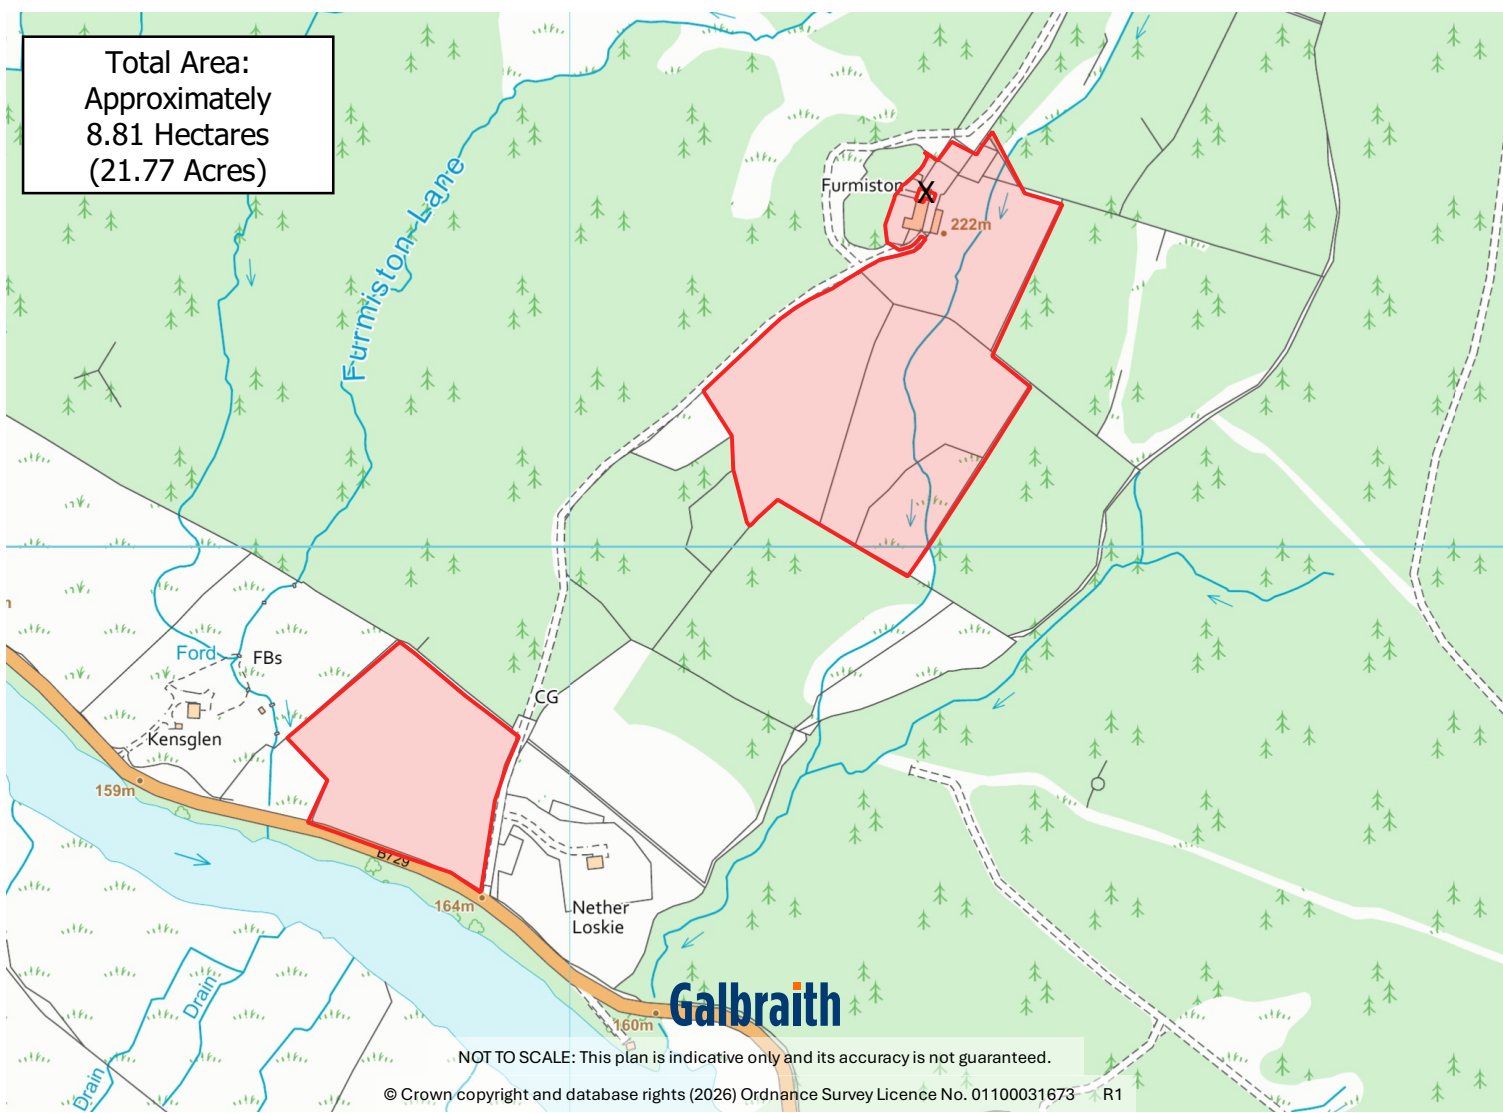 Total Area:
Approximately
8.81 Hectares
(21.77 Acres)
Furmiston Lane
Furmiston
X
222m
Ford
FBs
Kensglen
CG
159m
B729
164m
Nether
Loskie
Drain
Drain
160m
Galbraith
NOT TO SCALE: This plan is indicative only and its accuracy is not guaranteed.
© Crown copyright and database rights (2026) Ordnance Survey Licence No. 01100031673 R1